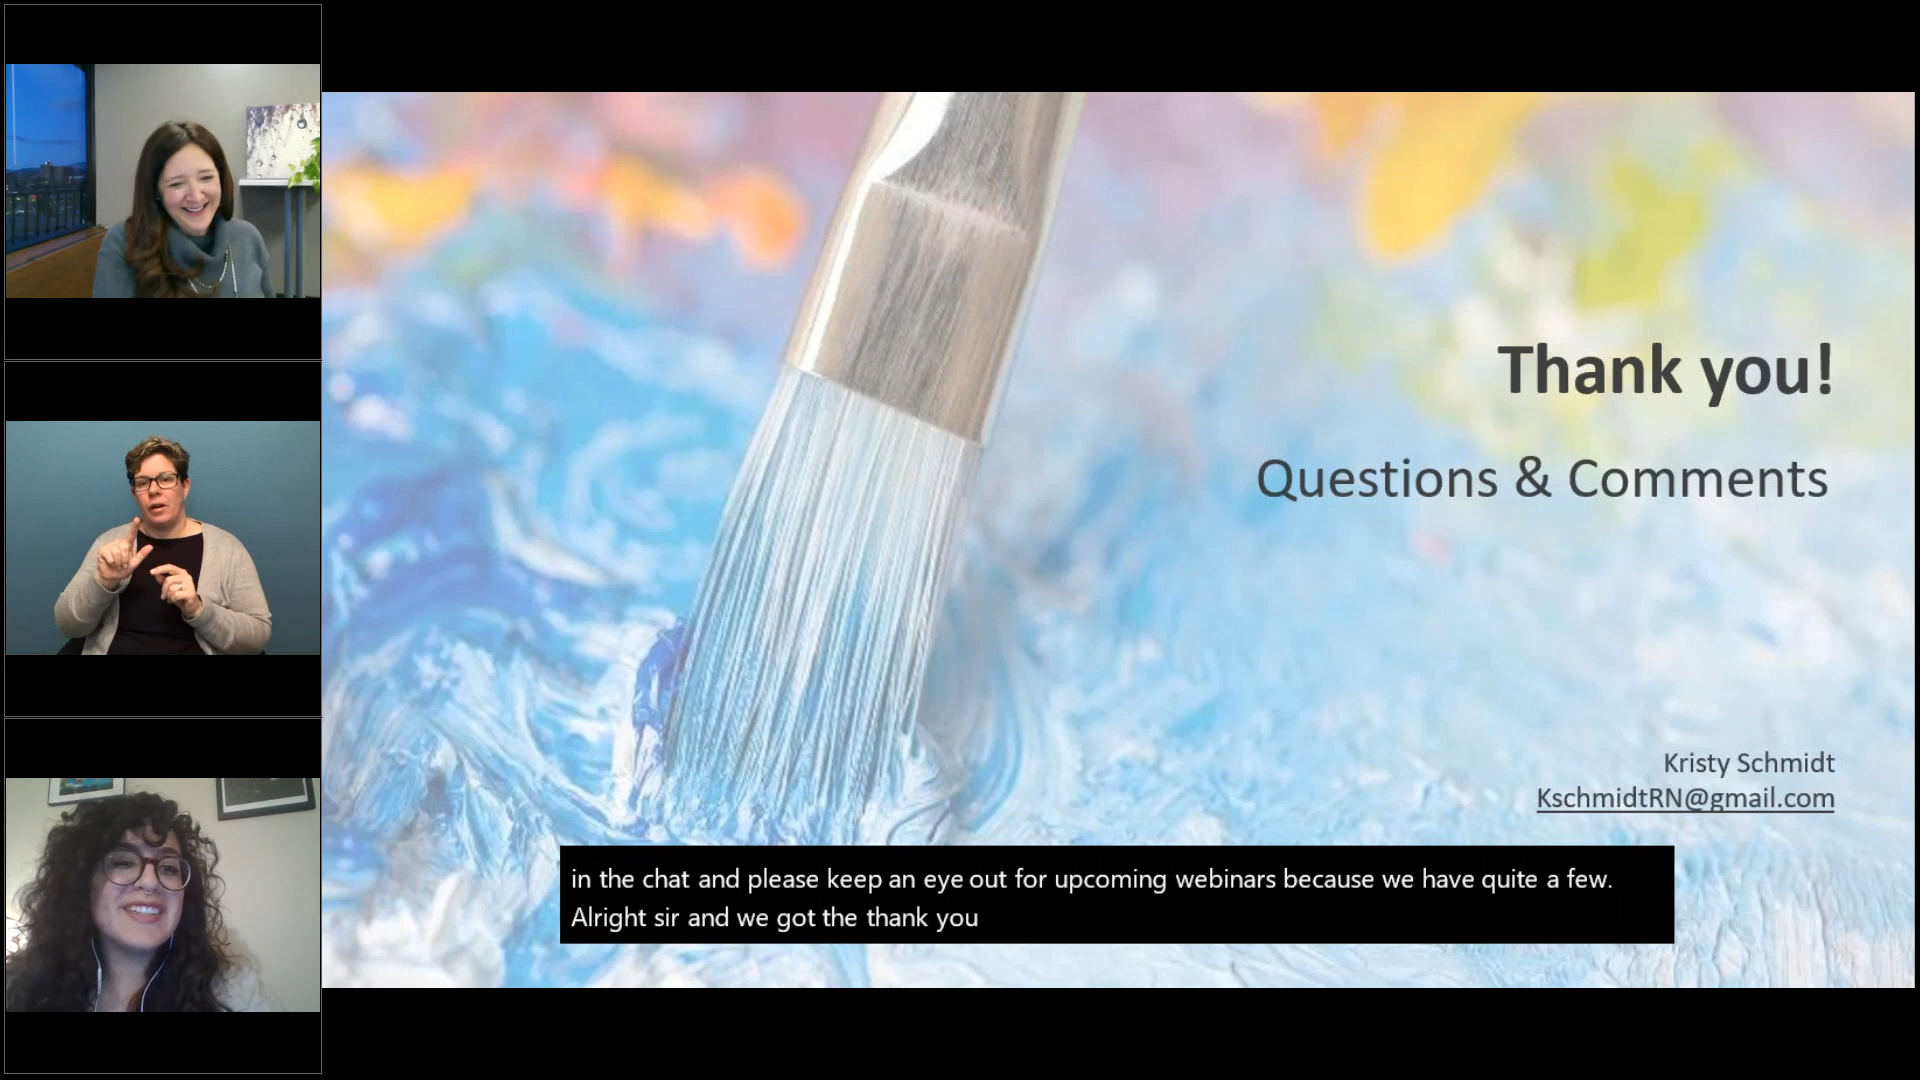 Thank you!
Questions & Comments
Kristy Schmidt
KschmidtRN@gmail.com
in the chat and please keep an eye out for upcoming webinars because we have quite a few.
Alright sir and we got the thank you